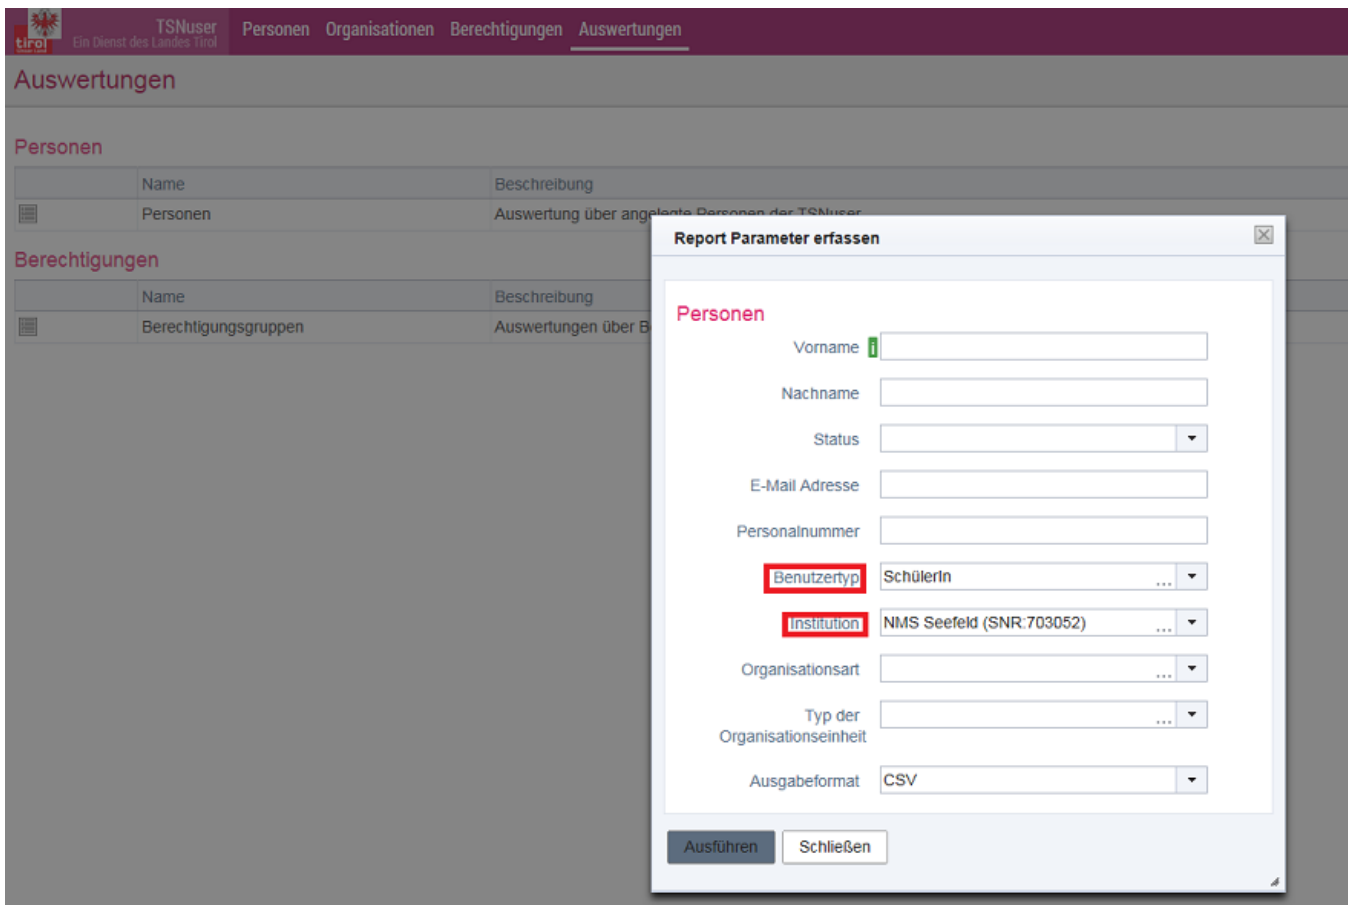 TSNuser
Ein Dienst des Landes Tirol
tirol
Personen Organisationen Berechtigungen Auswertungen
Auswertungen
Personen
Name Beschreibung
Personen Auswertung über angelegte Personen der TSNuser
Berechtigungen
Name Beschreibung
Berechtigungsgruppen Auswertungen über B
Report Parameter erfassen
Personen
Vorname i
Nachname
Status
E-Mail Adresse
Personalnummer
Benutzertyp SchülerIn ...
Institution NMS Seefeld (SNR:703052) ...
Organisationsart ...
Typ der ...
Organisationseinheit
Ausgabeformat CSV
Ausführen Schließen